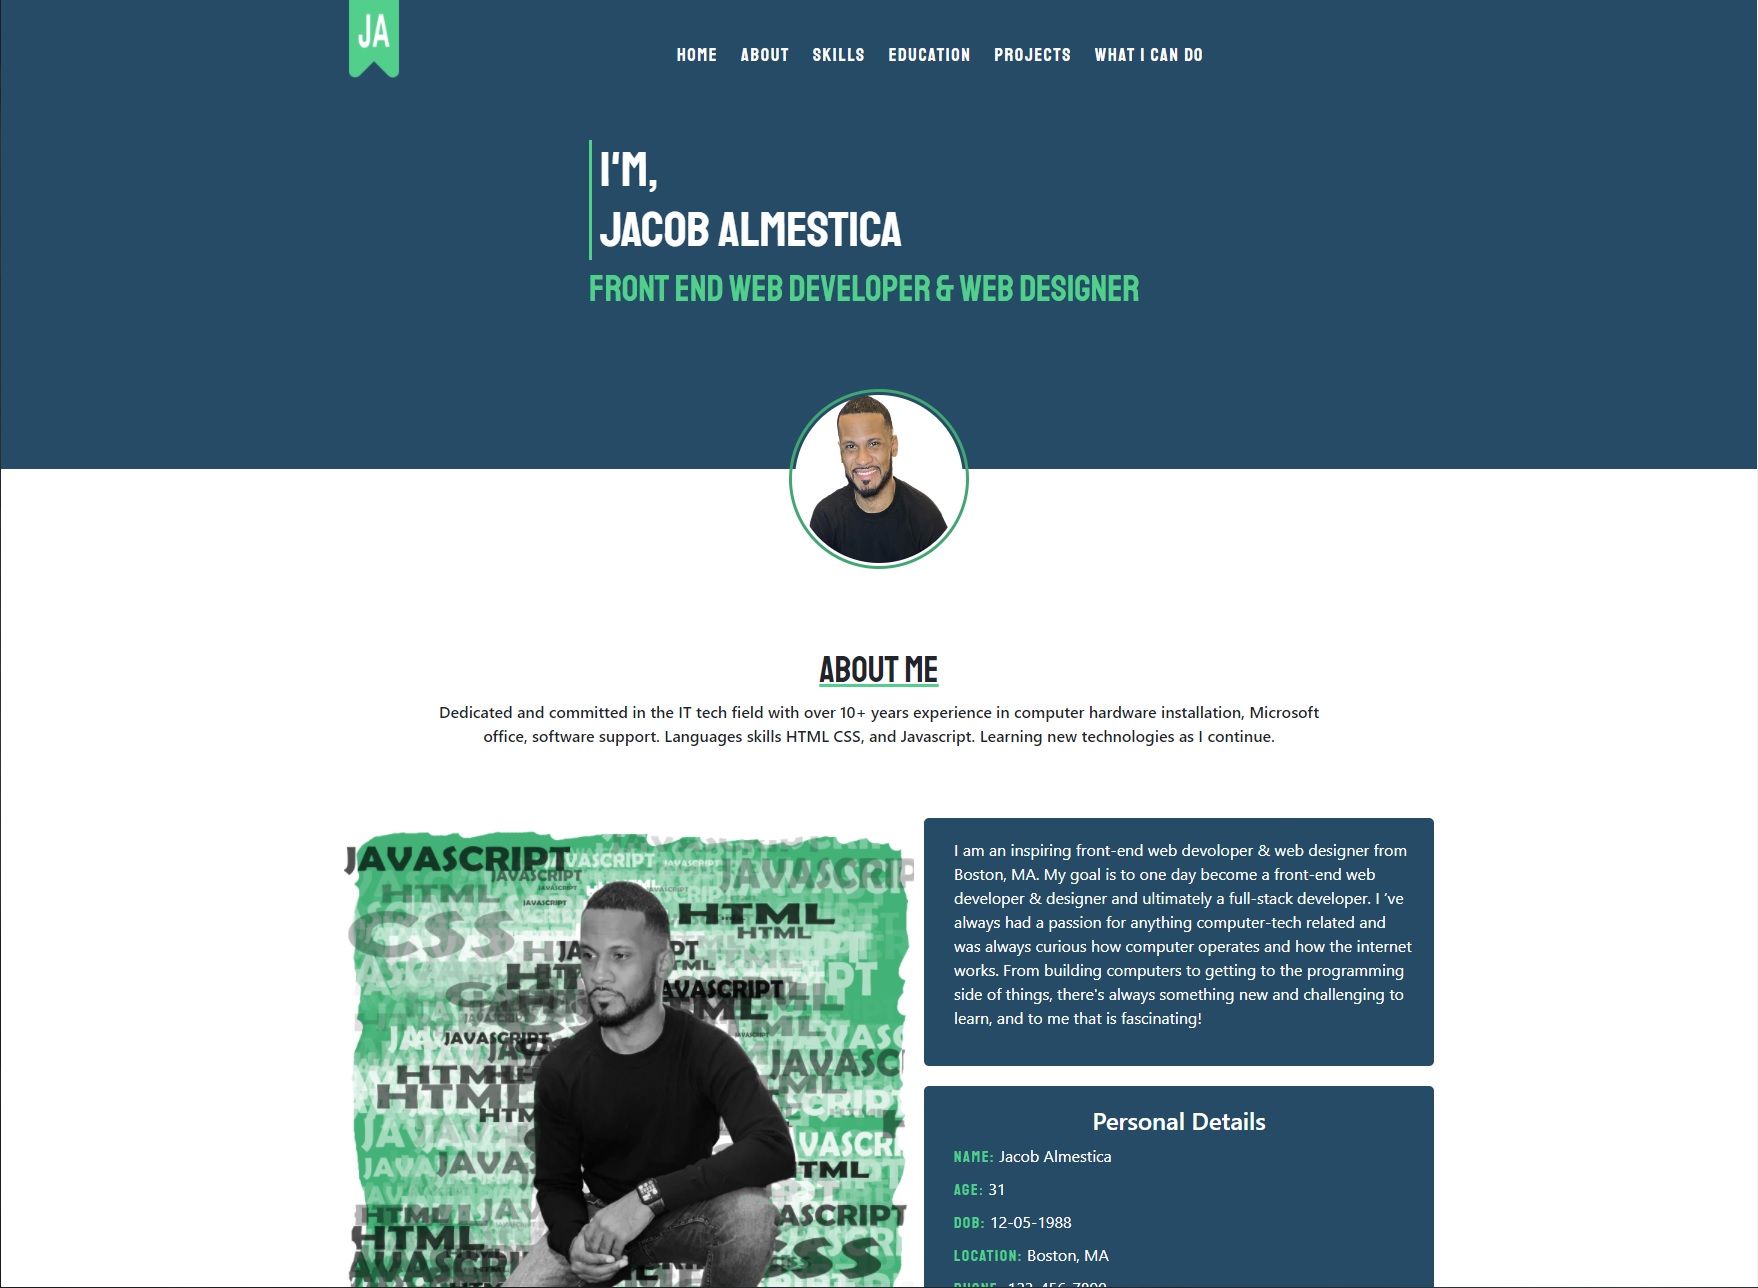 JA
HOME ABOUT SKILLS EDUCATION PROJECTS WHAT I CAN DO
I'M,
JACOB ALMESTICA
FRONT END WEB DEVELOPER & WEB DESIGNER
ABOUT ME
Dedicated and committed in the IT tech field with over 10+ years experience in computer hardware installation, Microsoft
office, software support. Languages skills HTML CSS, and Javascript. Learning new technologies as I continue.
JAVASCRIPT
JAVASCRIPT
HTML
CSS
HTML
HTML
JAVASCRIPT
HTML
HTML
JAVASCRIPT
HTML
I am an inspiring front-end web devoloper & web designer from
Boston, MA. My goal is to one day become a front-end web
developer & designer and ultimately a full-stack developer. I 've
always had a passion for anything computer-tech related and
was always curious how computer operates and how the internet
works. From building computers to getting to the programming
side of things, there's always something new and challenging to
learn, and to me that is fascinating!
Personal Details
NAME: Jacob Almestica
AGE: 31
DOB: 12-05-1988
LOCATION: Boston, MA